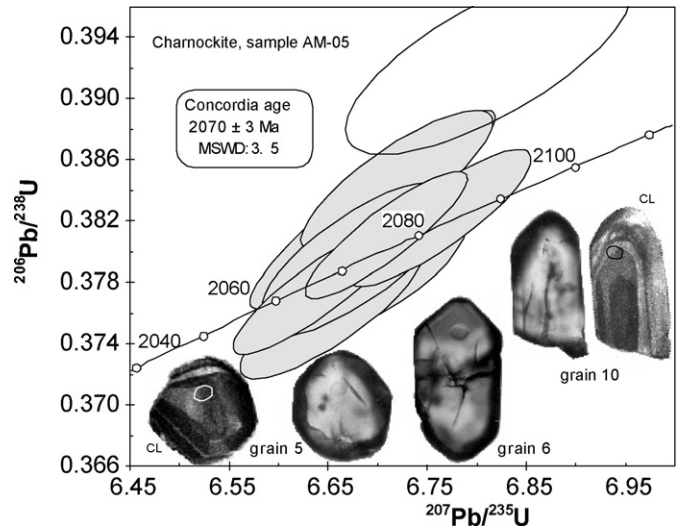 0.394
Charnockite, sample AM-05
0.390
Concordia age
2070 ± 3 Ma
MSWD: 3. 5
0.386
2100
0.382
2080
0.378
2060
0.374
2040
0.370
0.366
206Pb/238U
CL
grain 10
CL
grain 5
grain 6
6.45
6.55
6.65
6.75
6.85
6.95
207Pb/235U